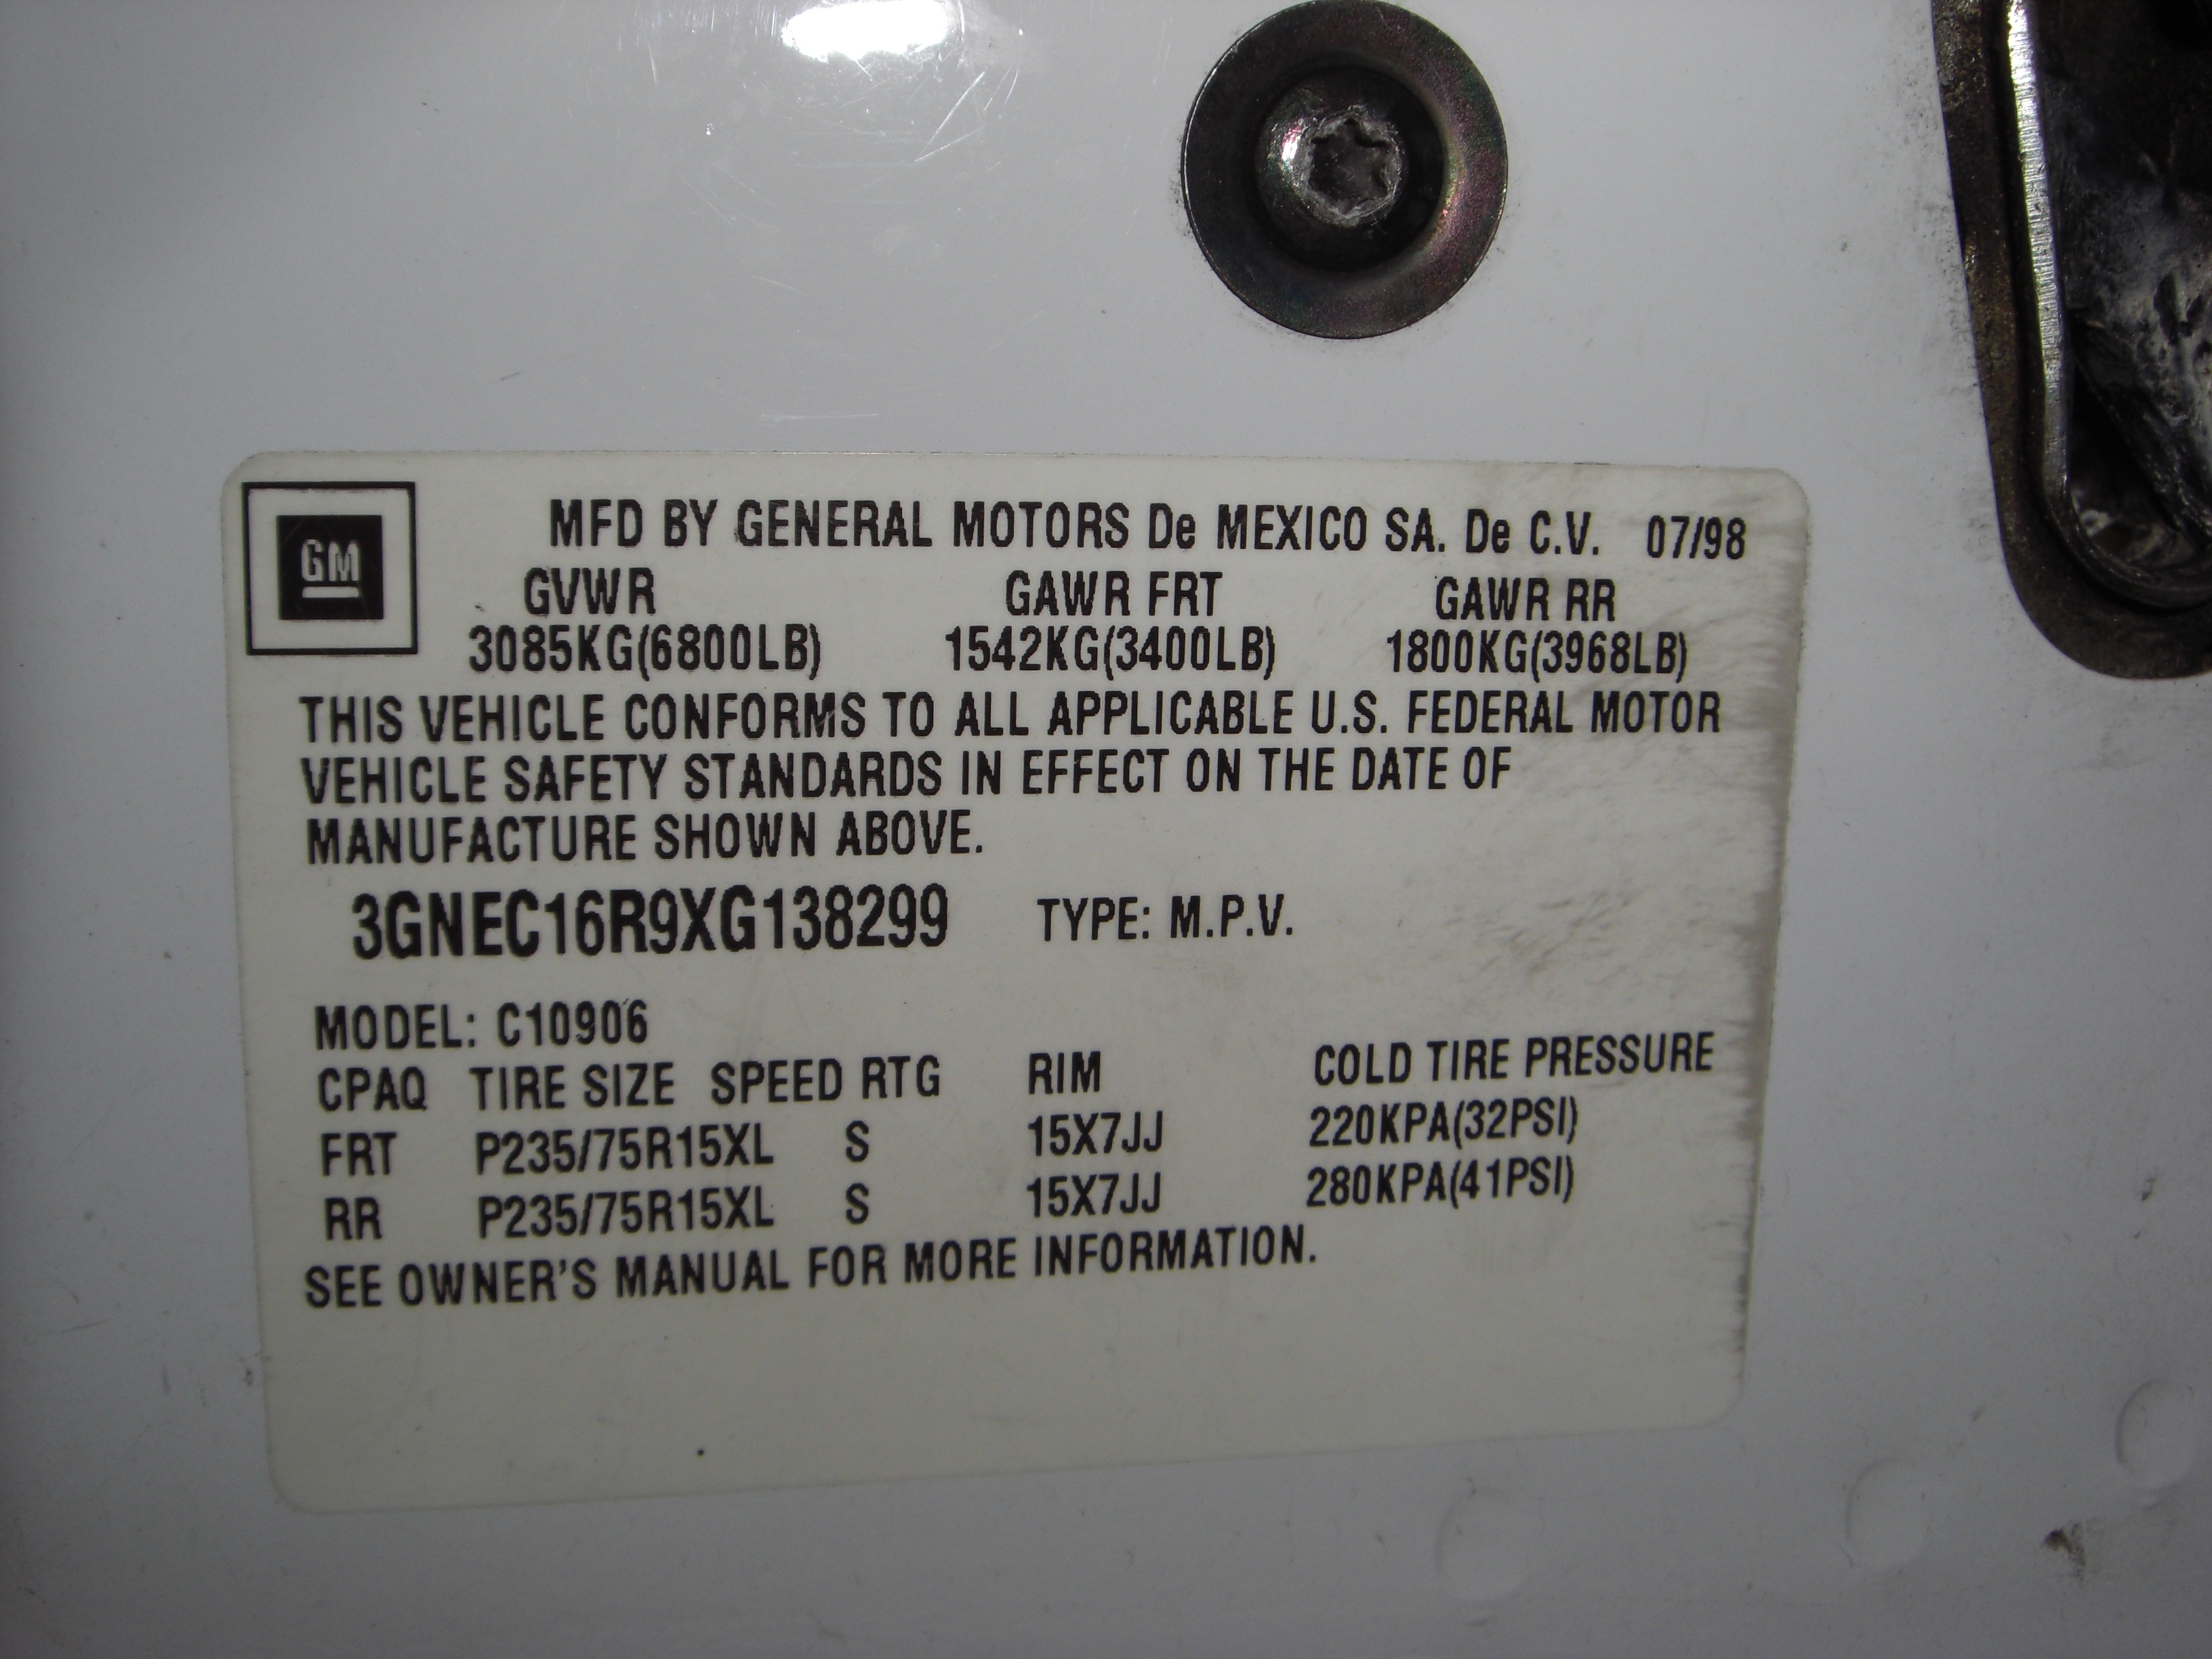 GM
MFD BY GENERAL MOTORS De MEXICO SA. De C.V. 07/98
GVWR GAWR FRT GAWR RR
3085KG(6800LB) 1542KG(3400LB) 1800KG(3968LB)
THIS VEHICLE CONFORMS TO ALL APPLICABLE U.S. FEDERAL MOTOR
VEHICLE SAFETY STANDARDS IN EFFECT ON THE DATE OF
MANUFACTURE SHOWN ABOVE.
3GNEC16R9XG138299 TYPE: M.P.V.
MODEL: C10906
CPAQ TIRE SIZE SPEED RTG RIM COLD TIRE PRESSURE
FRT P235/75R15XL S 15X7JJ 220KPA(32PSI)
RR P235/75R15XL S 15X7JJ 280KPA(41PSI)
SEE OWNER'S MANUAL FOR MORE INFORMATION.